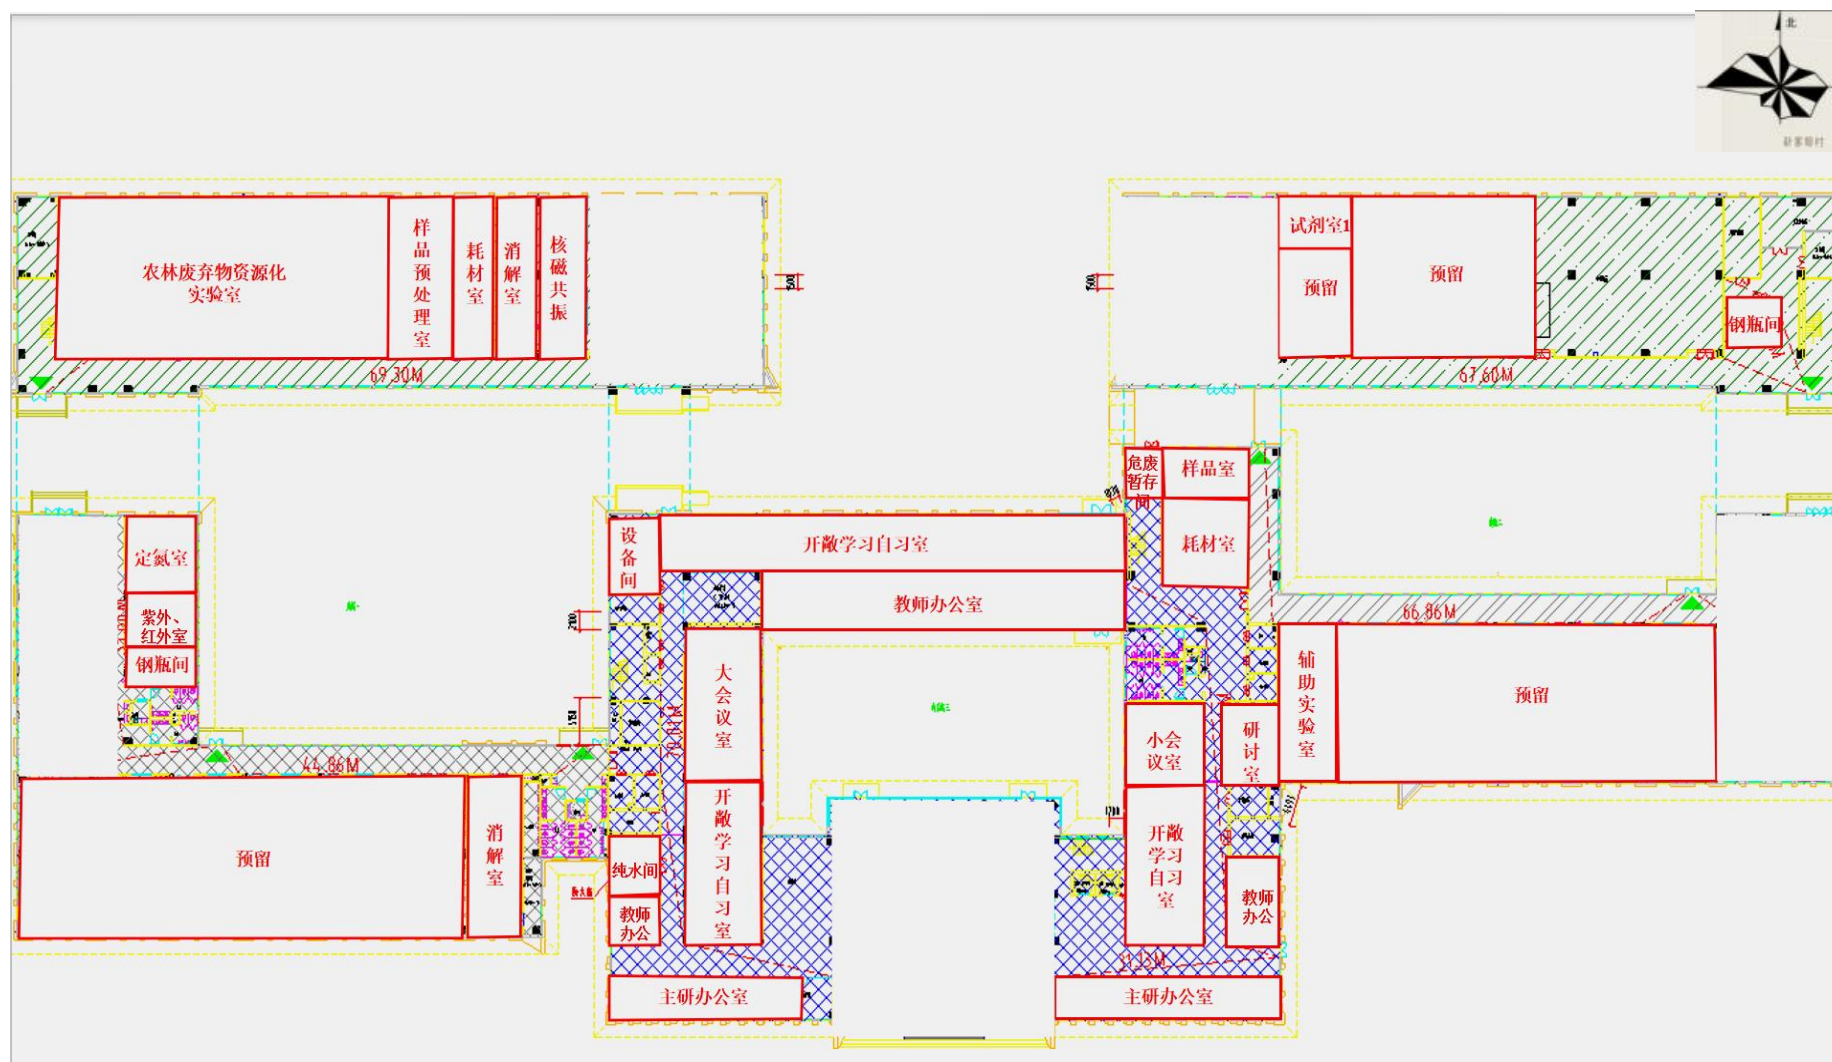 北
农林废弃物资源化
实验室
样品预处理室
耗材室
消解室
核磁共振
试剂室1
预留
预留
钢瓶间
69.30M
67.60M
1500
1500
危废
暂存
间
样品室
耗材室
设备间
开敞学习自习室
教师办公室
定氮室
紫外、
红外室
钢瓶间
2100
66.86M
大会议室
辅助实验室
预留
小会
议室
研讨室
44.86M
预留
消解室
开敞学习自习室
开敞
学习
自习
室
纯水间
教师
办公
教师
办公
主研办公室
主研办公室